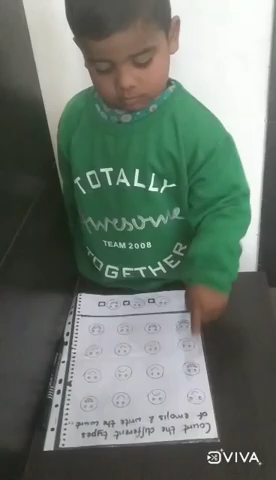 TOTALLY
Awesome
TEAM 2008
TOGETHER
Count the different types
of emojis & write the count
VIVA